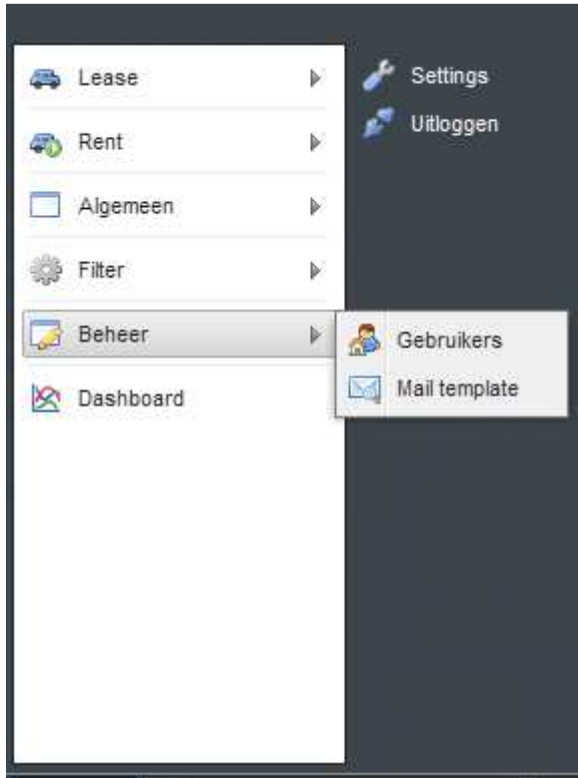 Lease
Rent
Algemeen
Filter
Beheer
Dashboard
Settings
Uitloggen
Gebruikers
Mail template